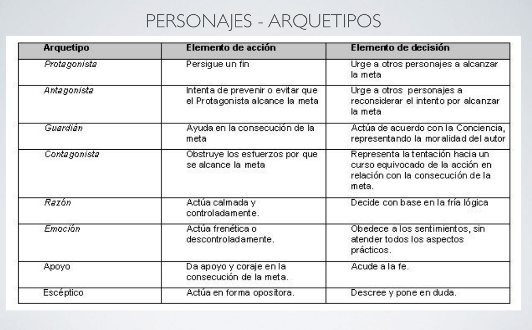 PERSONAJES - ARQUETIPOS
Arquetipo Elemento de acción Elemento de decisión
Protagonista Persigue un fin Urge a otros personajes a alcanzar
la meta
Antagonista Intenta de prevenir o evitar que Urge a otros personajes a
el Protagonista alcance la meta reconsiderar el intento por alcanzar
la meta
Guardián Ayuda en la consecución de la Actúa de acuerdo con la Conciencia,
meta representando la moralidad del autor
Contagonista Obstruye los esfuerzos por que Representa la tentación hacia un
se alcance la meta curso equivocado de la acción en
relación con la consecución de la
meta.
Razón Actúa calmada y Decide con base en la fría lógica
controladamente.
Emoción Actúa frenética o Obedece a los sentimientos, sin
descontroladamente. atender todos los aspectos
prácticos.
Apoyo Da apoyo y coraje en la Acude a la fe.
consecución de la meta.
Escéptico Actúa en forma opositora. Descree y pone en duda.